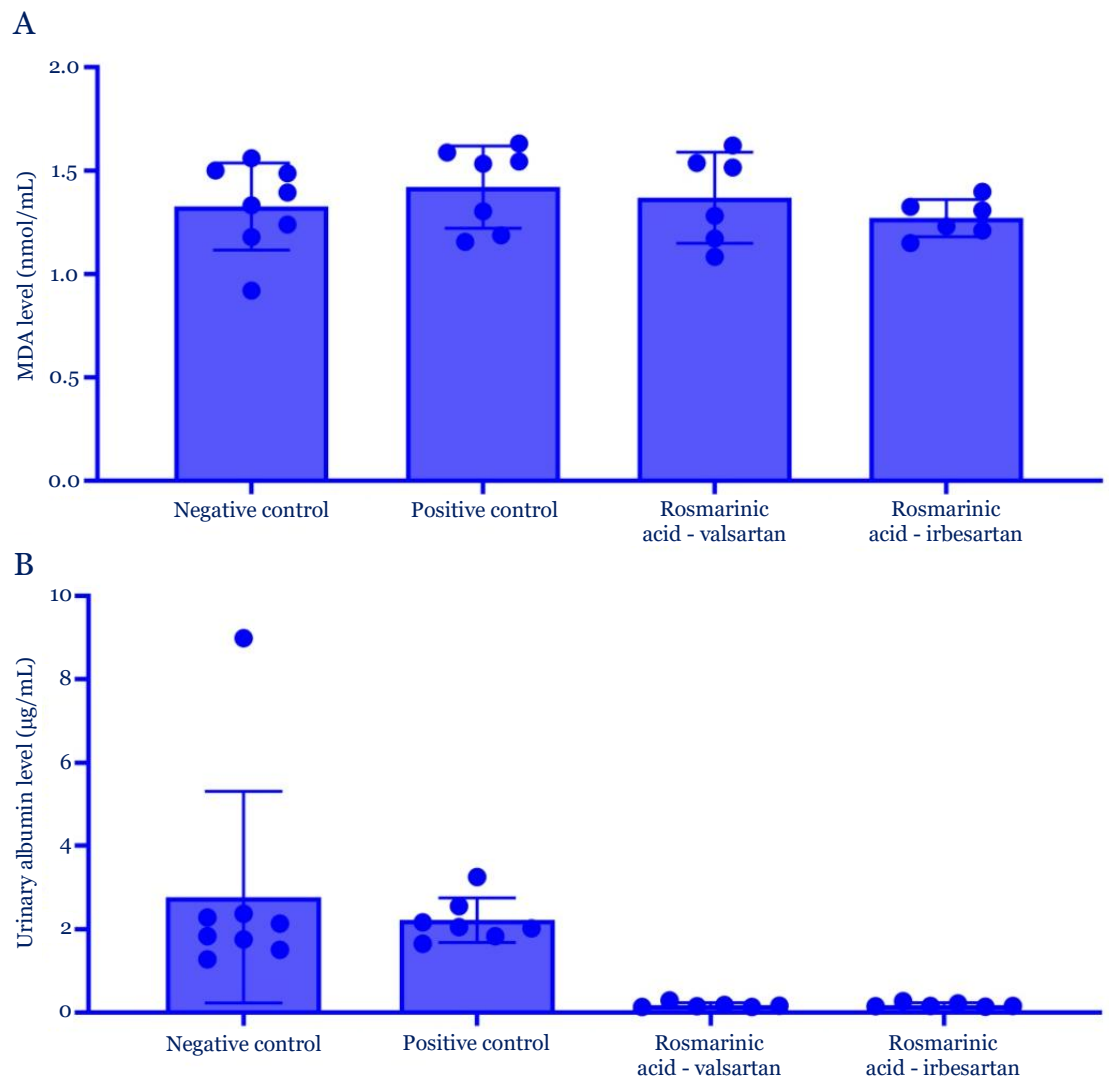 A
MDA level (nmol/mL)
2.0
1.5
1.0
0.5
0.0
Negative control
Positive control
Rosmarinic
acid - valsartan
Rosmarinic
acid - irbesartan
B
Urinary albumin level (µg/mL)
10
8
6
4
2
0
Negative control
Positive control
Rosmarinic
acid - valsartan
Rosmarinic
acid - irbesartan